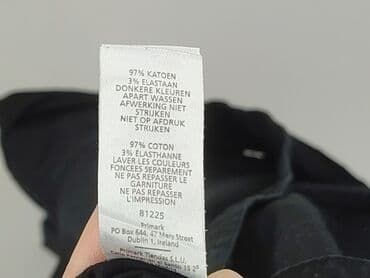 97% KATOEN
3% ELASTAAN
DONKERE KLEUREN
APART WASSEN
AFWERKING NIET
STRIJKEN
NIET OP AFDRUK
STRIJKEN
97% COTON
3% ELASTHANNE
LAVER LES COULEURS
FONCEES SEPAREMENT
NE PAS REPASSER LE
GARNITURE
NE PAS REPASSER
L'IMPRESSION
81225
Primark
PO Box 644, 47 Mary Street
Dublin 1, Ireland
Primark Tiendas S.L.U.